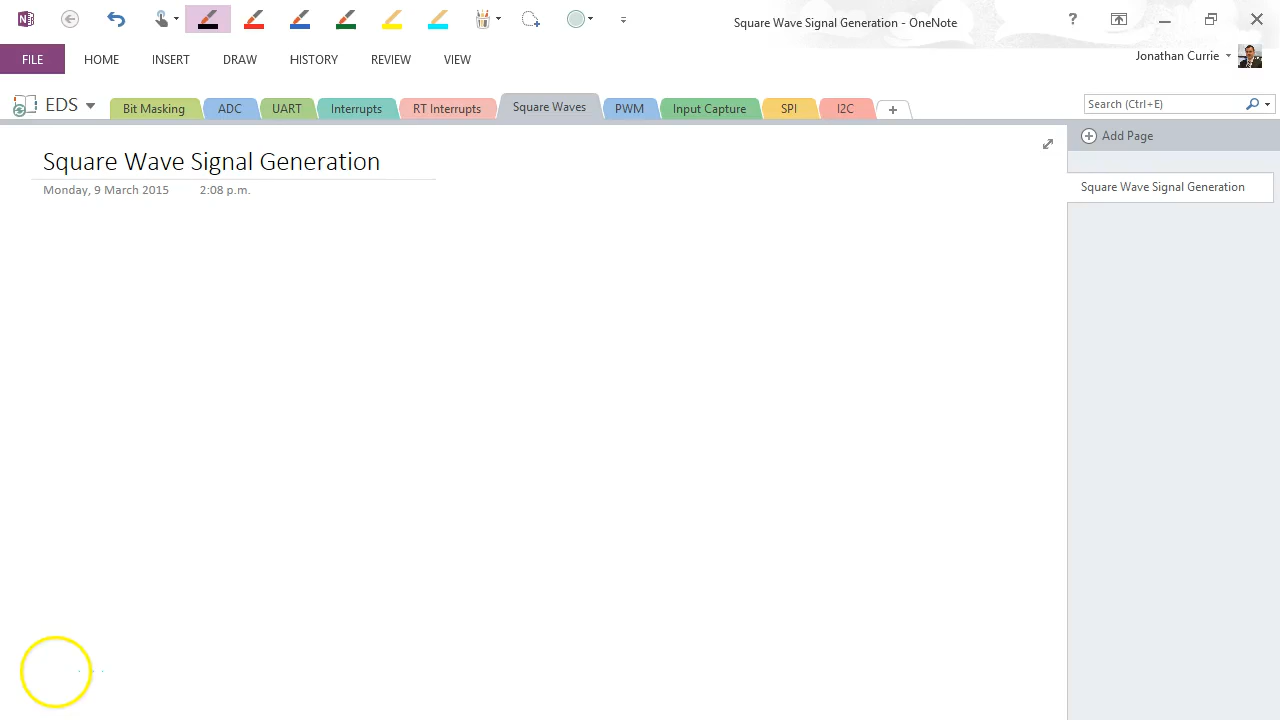 Square Wave Signal Generation - OneNote
?
FILE HOME INSERT DRAW HISTORY REVIEW VIEW
Jonathan Currie
EDS
Bit Masking ADC UART Interrupts RT Interrupts Square Waves PWM Input Capture SPI I2C
Search (Ctrl+E)
Add Page
Square Wave Signal Generation
Monday, 9 March 2015 2:08 p.m.
Square Wave Signal Generation